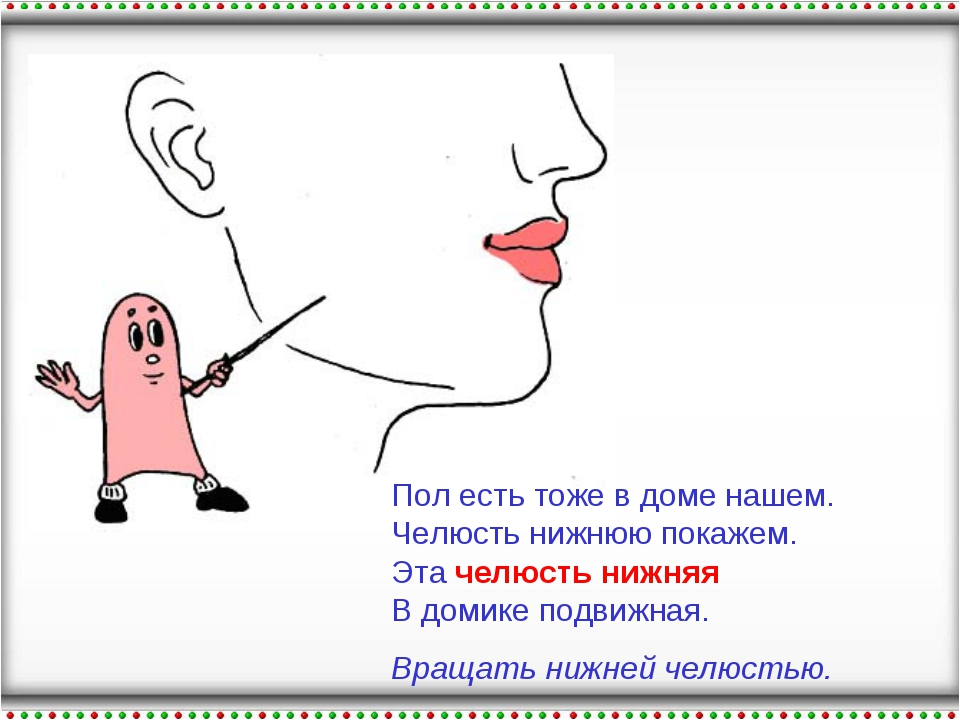 Пол есть тоже в доме нашем.
Челюсть нижнюю покажем.
Эта челюсть нижняя
В домике подвижная.
Вращать нижней челюстью.